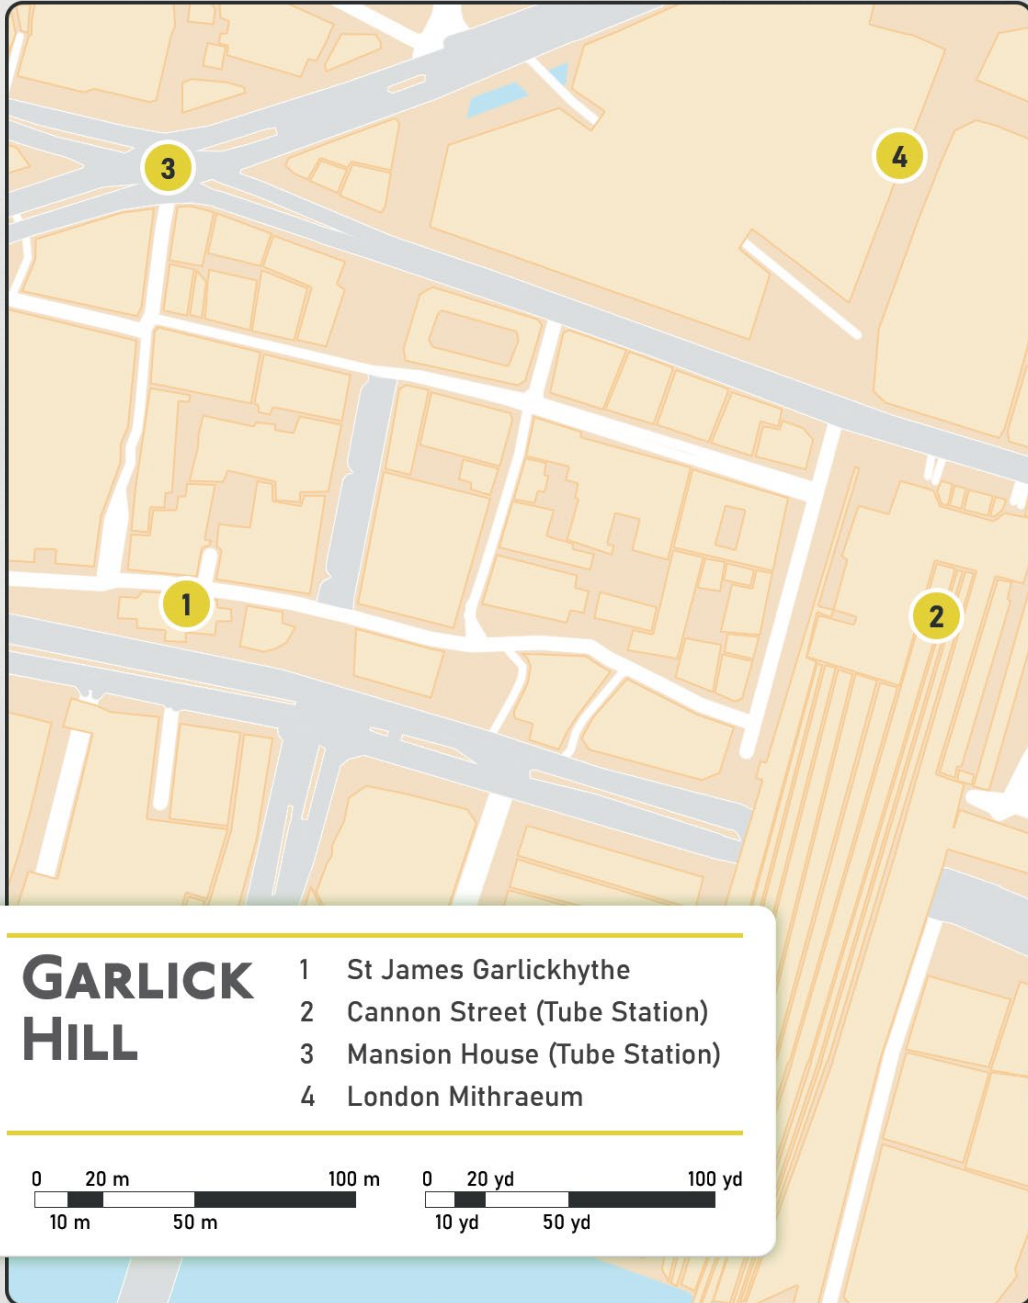 3
4
1
2
GARLICK
HILL
1 St James Garlickhythe
2 Cannon Street (Tube Station)
3 Mansion House (Tube Station)
4 London Mithraeum
0 20 m 100 m
10 m 50 m
0 20 yd 100 yd
10 yd 50 yd